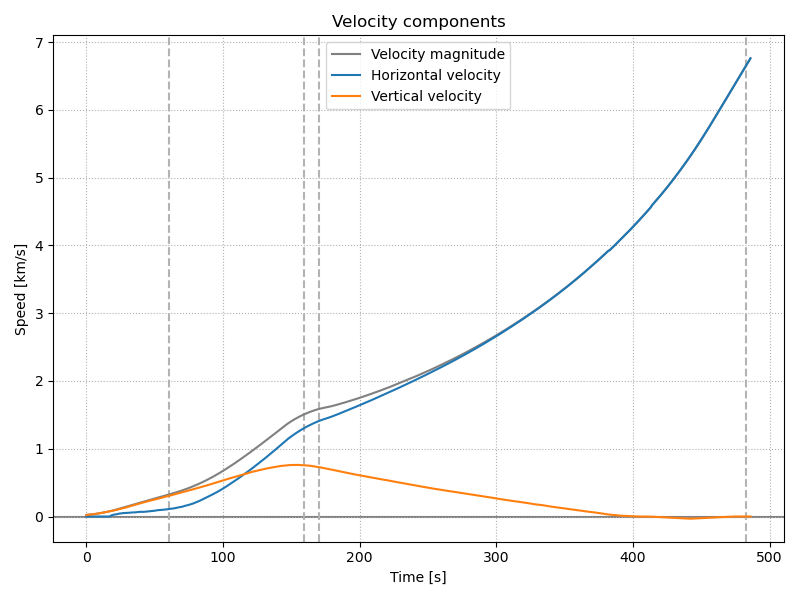 Velocity components
Velocity magnitude
Horizontal velocity
Vertical velocity
Speed [km/s]
7
6
5
4
3
2
1
0
0 100 200 300 400 500
Time [s]